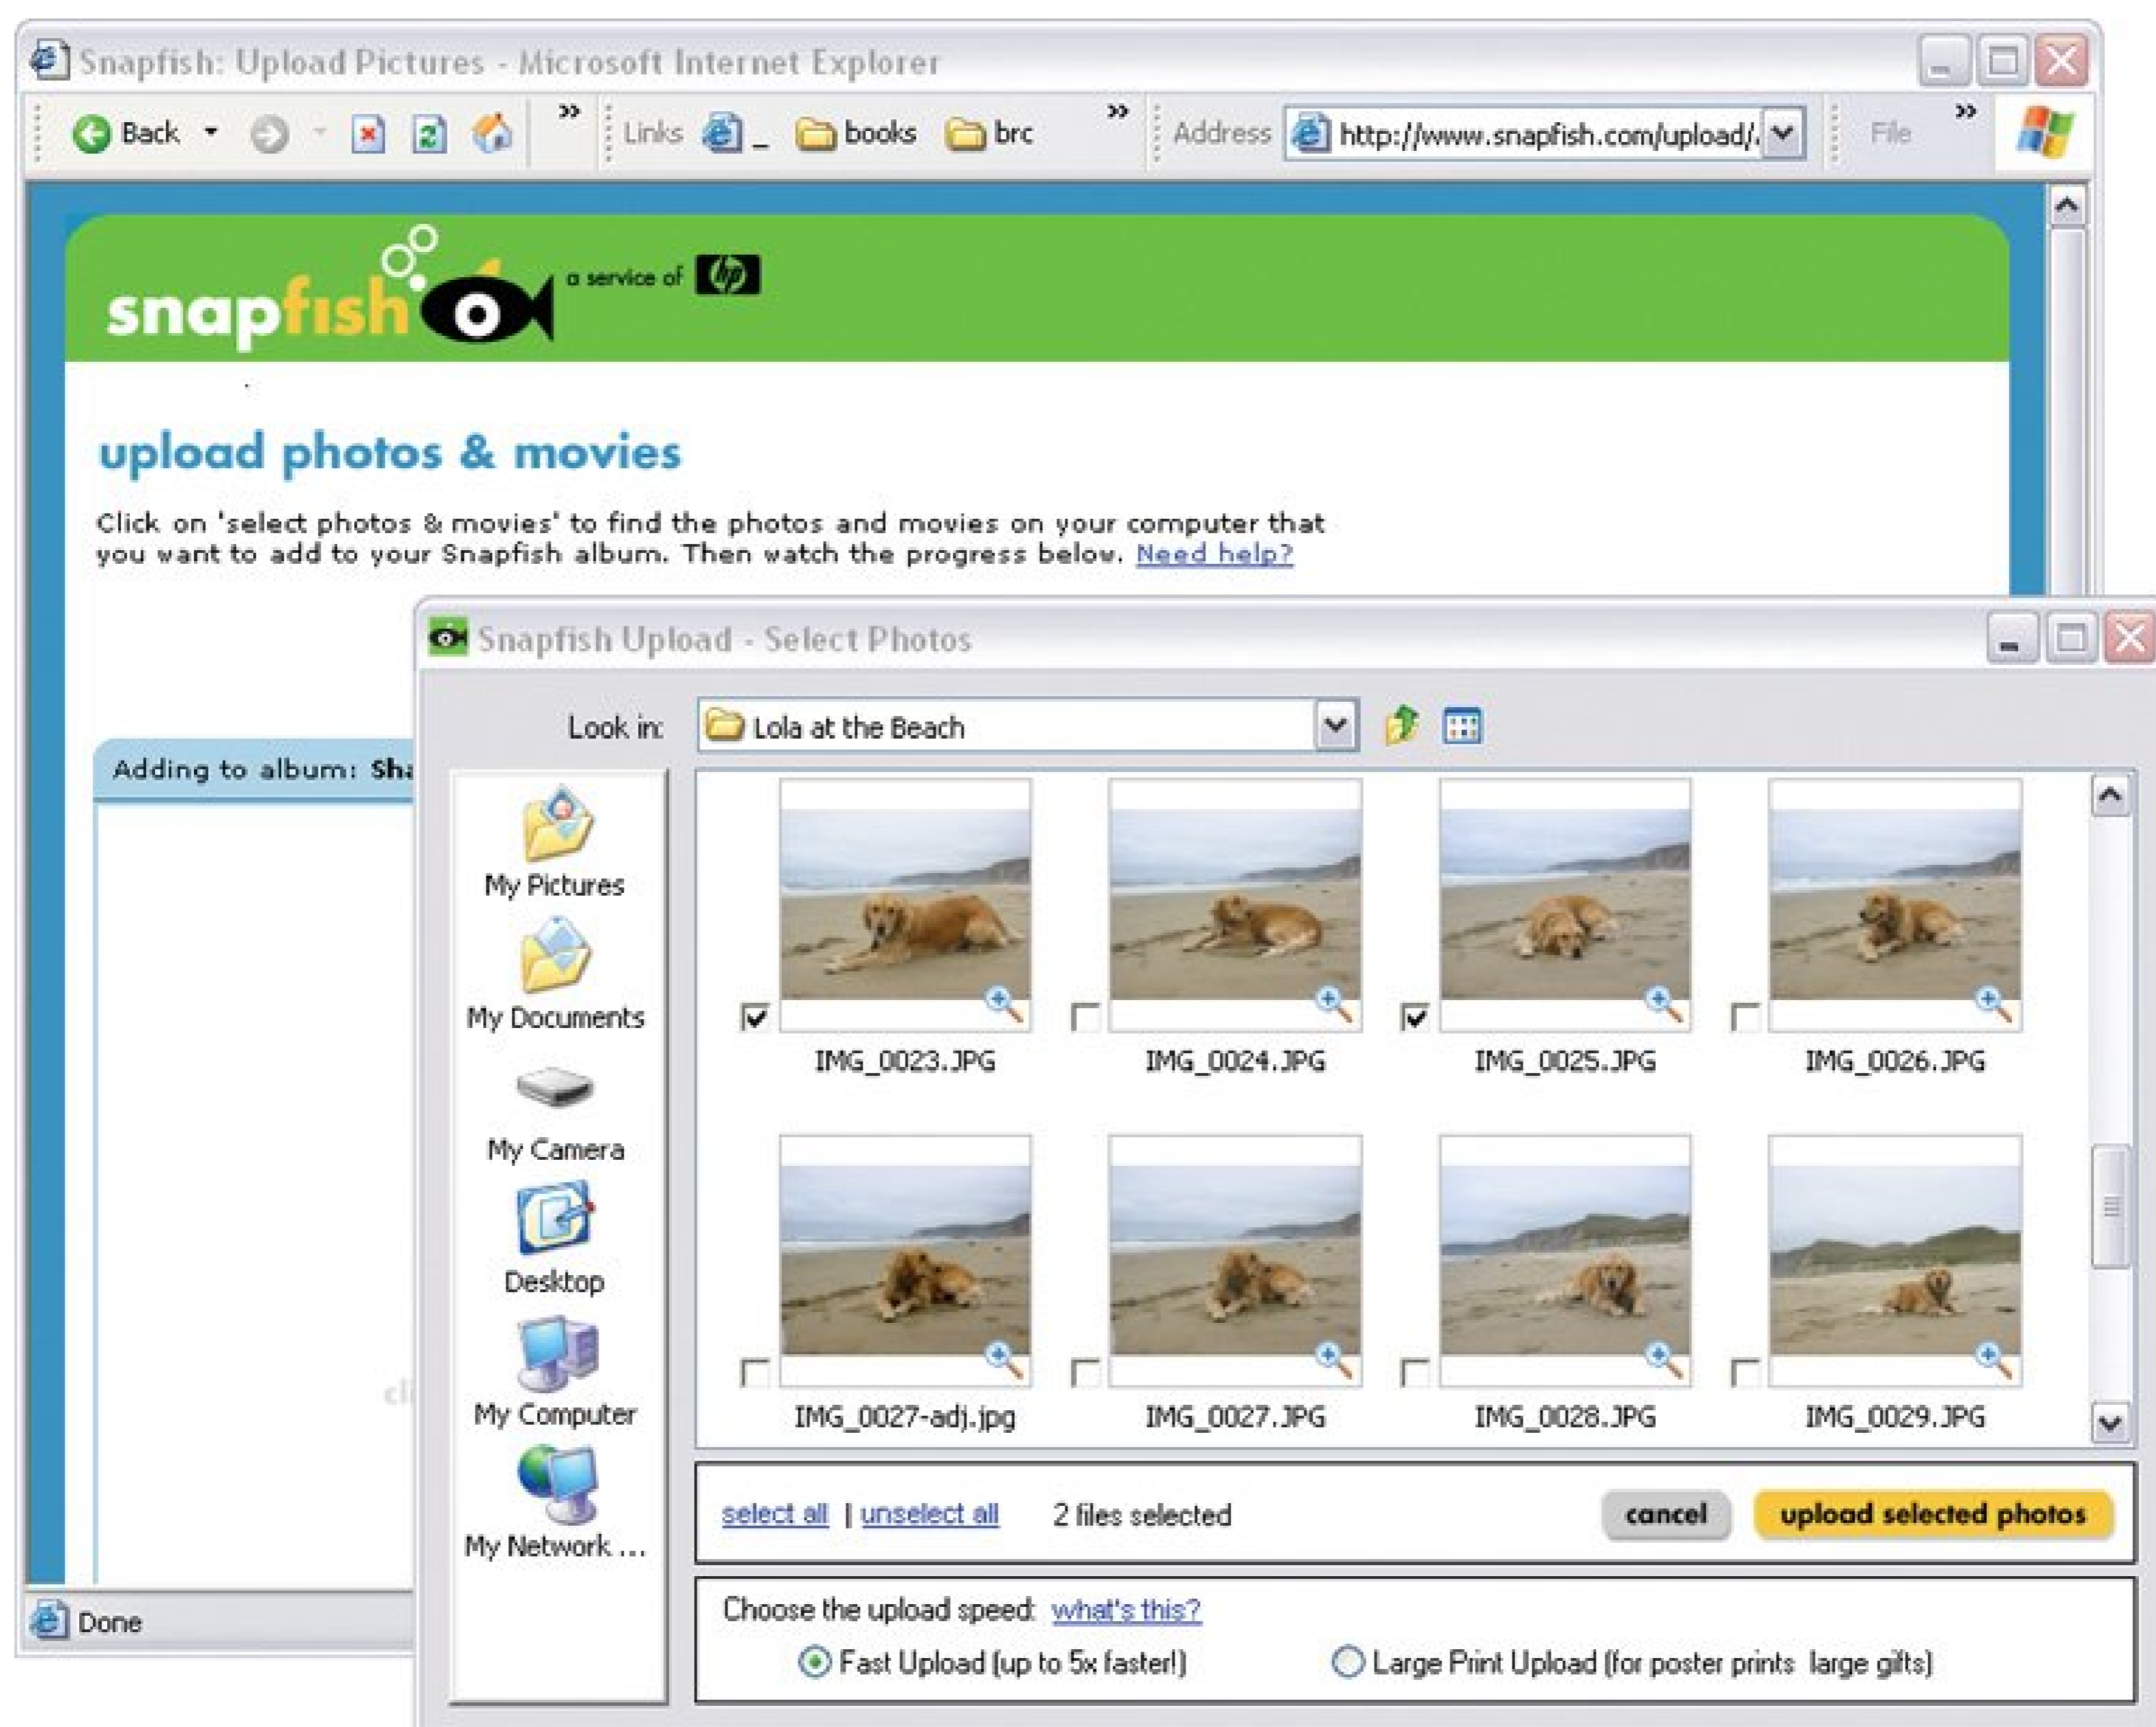 Snapfish: Upload Pictures - Microsoft Internet Explorer
Back » Links _ books brc » Address http://www.snapfish.com/upload/. File »
snapfish a service of hp
upload photos & movies
Click on 'select photos & movies' to find the photos and movies on your computer that
you want to add to your Snapfish album. Then watch the progress below. Need help?
Snapfish Upload - Select Photos
Look in: Lola at the Beach
Adding to album: Sha
My Pictures
My Documents
My Camera
Desktop
My Computer
My Network ...
IMG_0023.JPG IMG_0024.JPG IMG_0025.JPG IMG_0026.JPG
IMG_0027-adj.jpg IMG_0027.JPG IMG_0028.JPG IMG_0029.JPG
select all | unselect all 2 files selected cancel upload selected photos
Choose the upload speed: what's this?
Fast Upload (up to 5x faster!) Large Print Upload (for poster prints large gifts)
Done